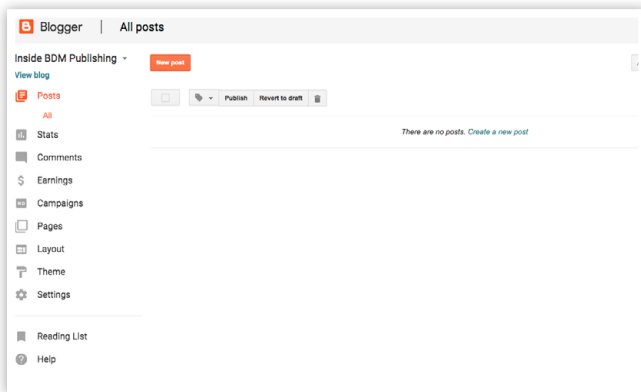 Blogger | All posts
Inside BDM Publishing
View blog
New post
Posts
All
Publish Revert to draft
There are no posts. Create a new post
Stats
Comments
$ Earnings
Campaigns
Pages
Layout
Theme
Settings
Reading List
? Help